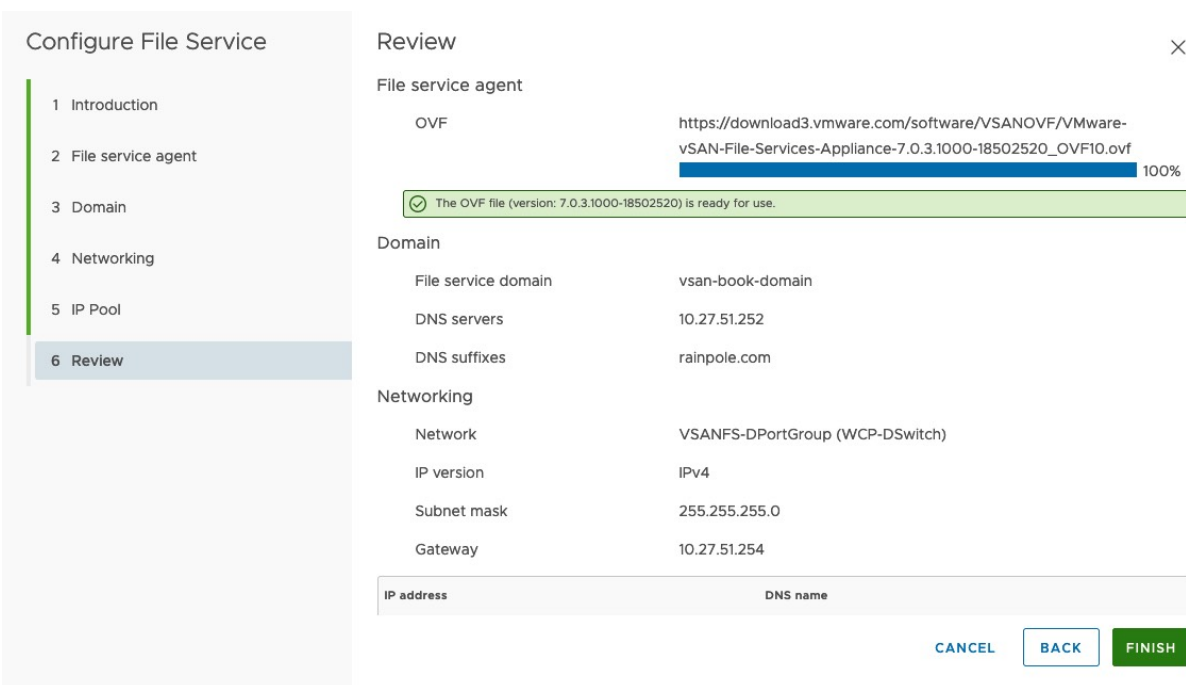 Configure File Service
1 Introduction
2 File service agent
3 Domain
4 Networking
5 IP Pool
6 Review
Review
File service agent
OVF https://download3.vmware.com/software/VSANOVF/VMware-
vSAN-File-Services-Appliance-7.0.3.1000-18502520_OVF10.ovf
100%
The OVF file (version: 7.0.3.1000-18502520) is ready for use.
Domain
File service domain vsan-book-domain
DNS servers 10.27.51.252
DNS suffixes rainpole.com
Networking
Network VSANFS-DPortGroup (WCP-DSwitch)
IP version IPv4
Subnet mask 255.255.255.0
Gateway 10.27.51.254
IP address DNS name
CANCEL BACK FINISH